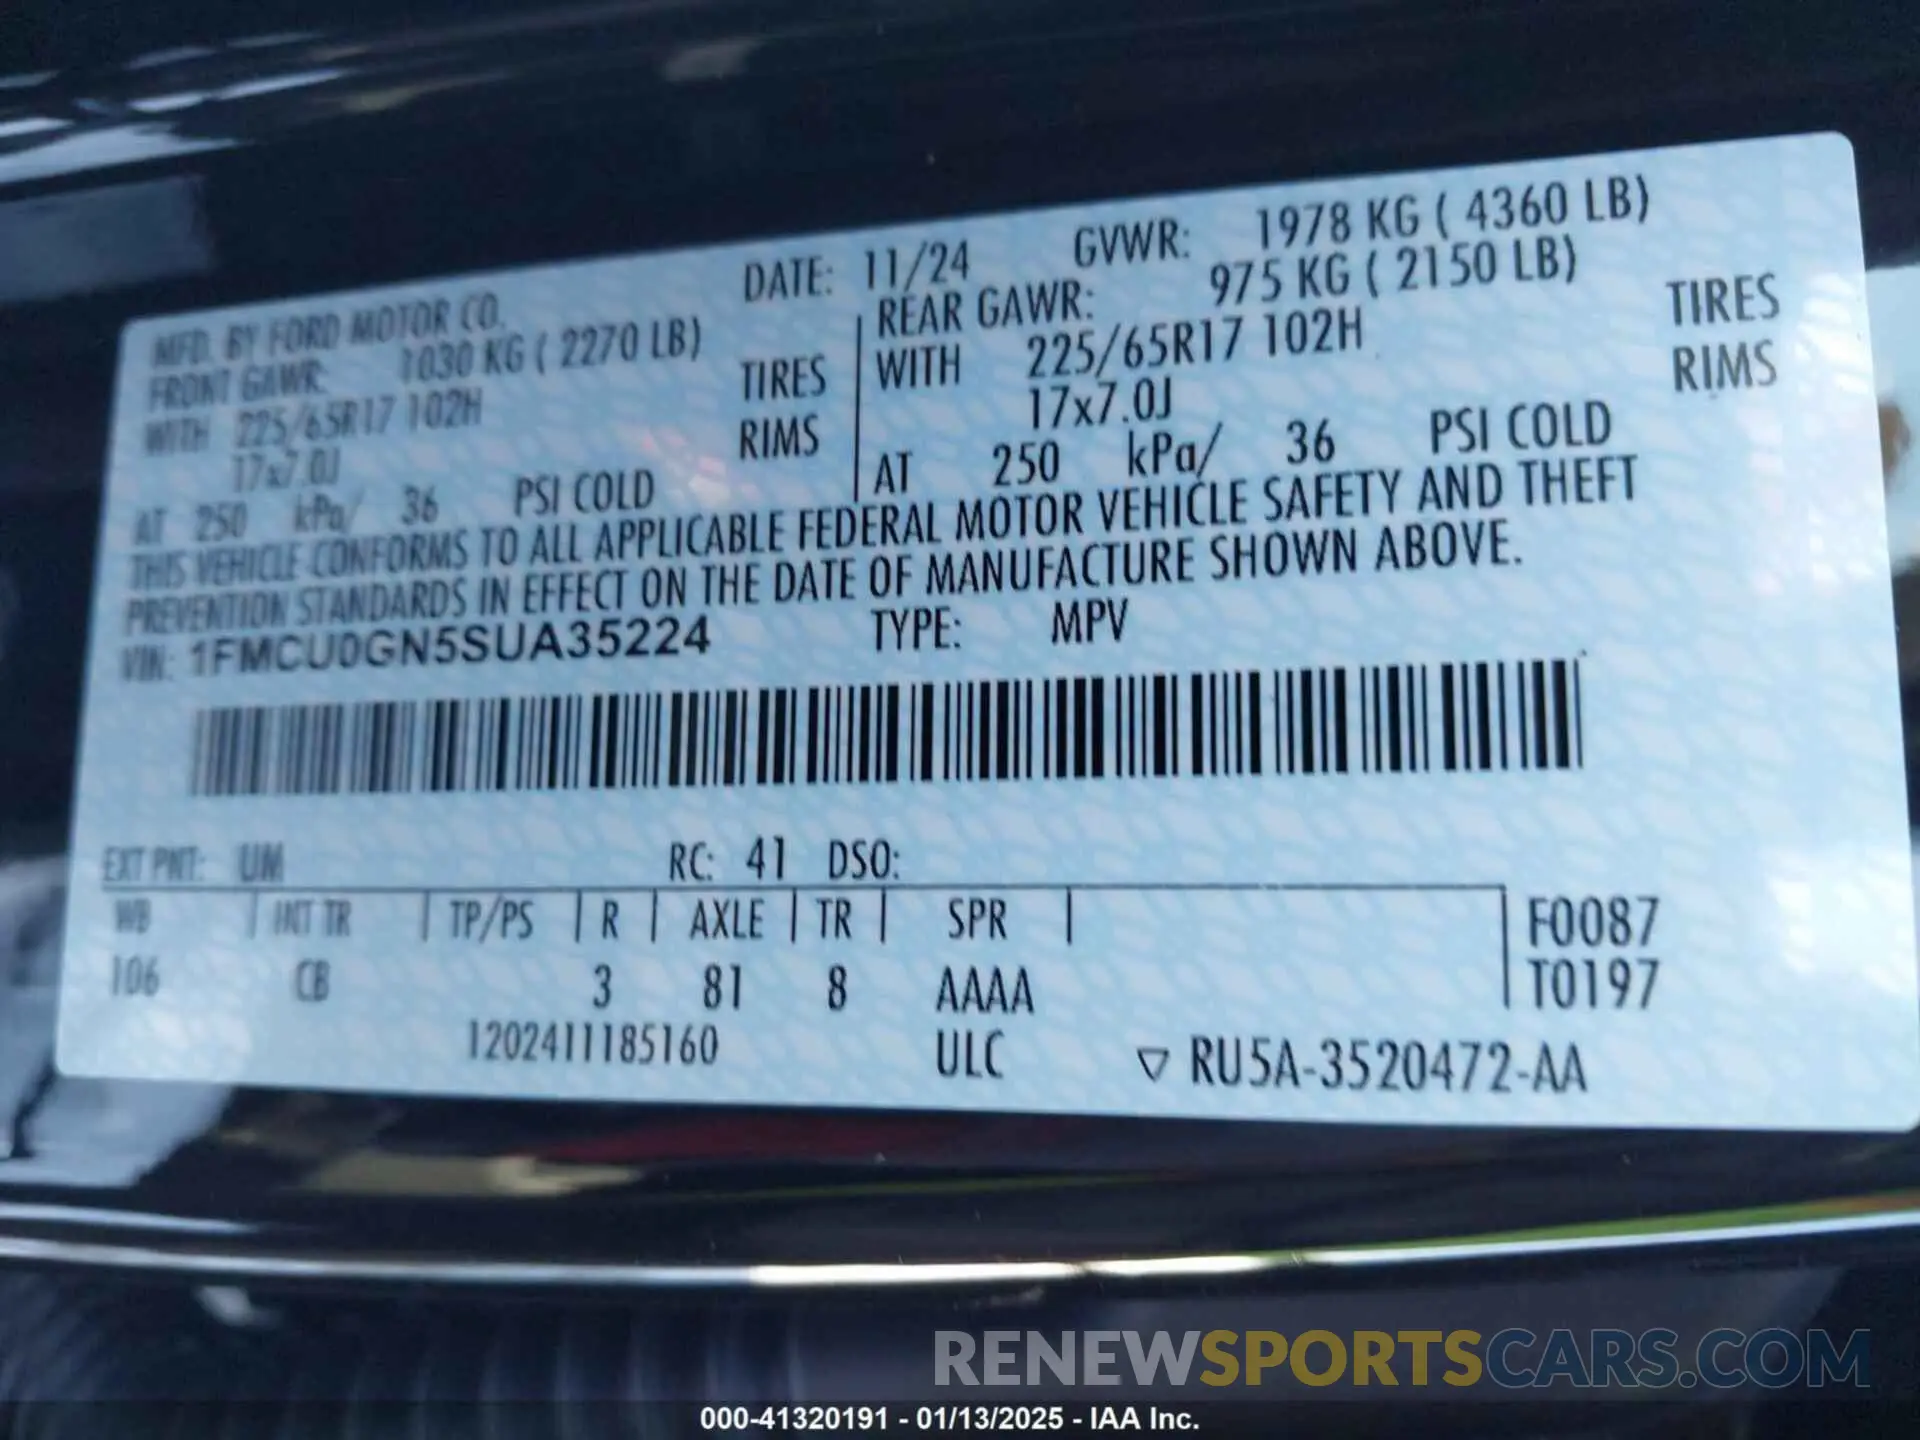 MFD. BY FORD MOTOR CO. DATE: 11/24 GVWR: 1978 KG ( 4360 LB)
FRONT GAWR: 1030 KG ( 2270 LB)
WITH 225/65R17 102H TIRES
17x7.0J RIMS
AT 250 kPa/ 36 PSI COLD
REAR GAWR: 975 KG ( 2150 LB)
WITH 225/65R17 102H TIRES
17x7.0J RIMS
AT 250 kPa/ 36 PSI COLD
THIS VEHICLE CONFORMS TO ALL APPLICABLE FEDERAL MOTOR VEHICLE SAFETY AND THEFT
PREVENTION STANDARDS IN EFFECT ON THE DATE OF MANUFACTURE SHOWN ABOVE.
VIN: 1FMCU0GN5SUA35224 TYPE: MPV
EXT PNT: UM RC: 41 DSO:
WB | INT TR | TP/PS | R | AXLE | TR | SPR | F0087
106 CB 3 81 8 AAAA T0197
1202411185160 ULC ▽ RU5A-3520472-AA
RENEWSPORTSCARS.COM
000-41320191 - 01/13/2025 - IAA Inc.